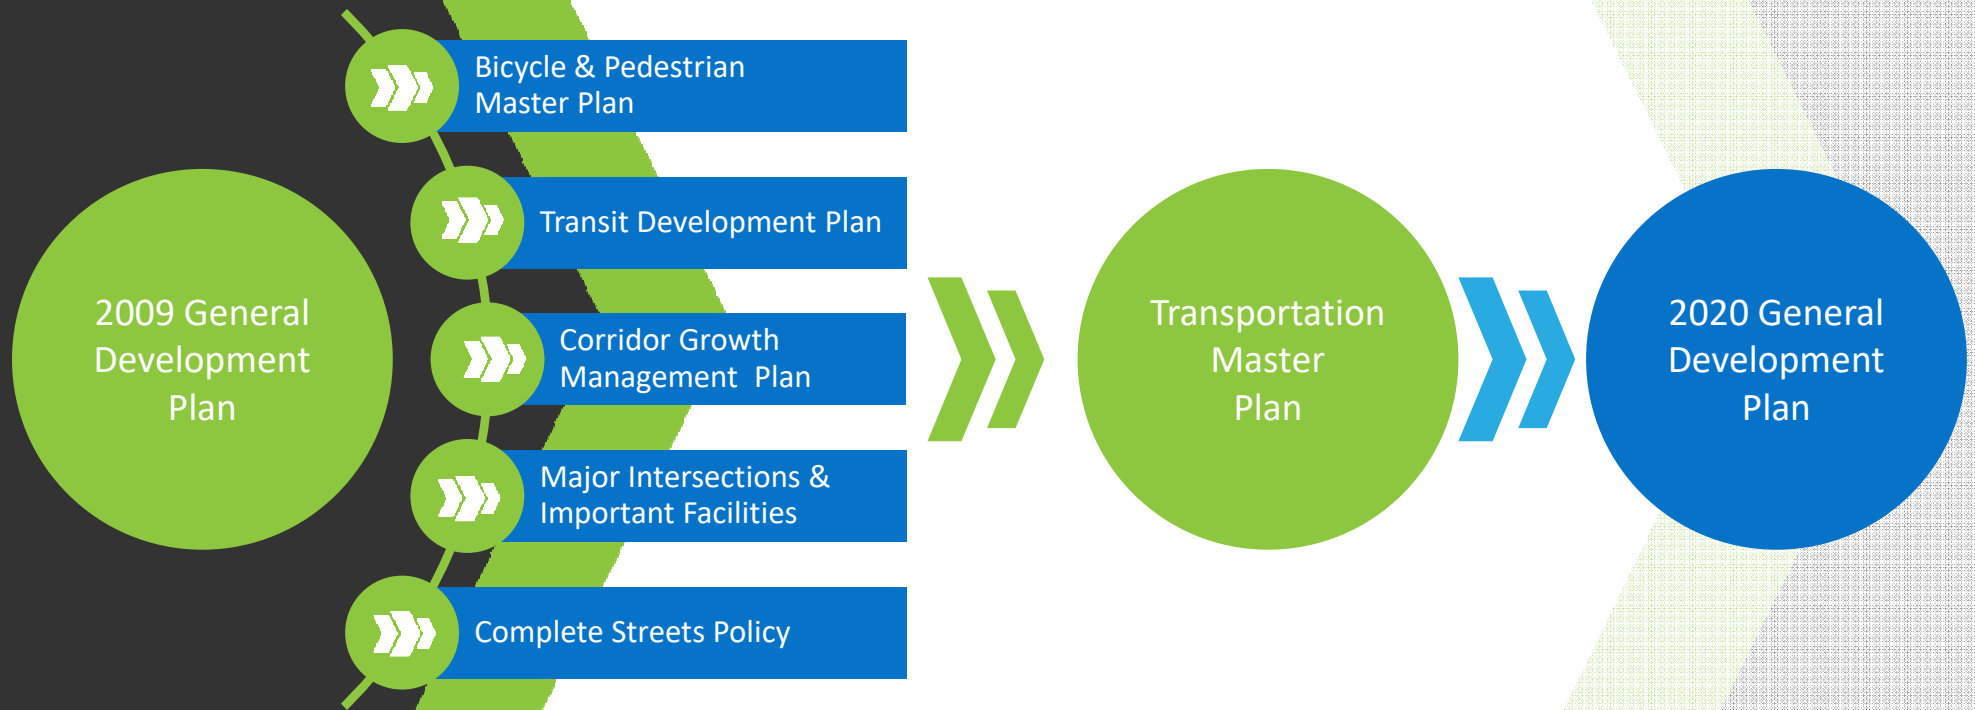 2009 General
Development
Plan
Bicycle & Pedestrian
Master Plan
Transit Development Plan
Corridor Growth
Management  Plan
Major Intersections &
Important Facilities
Complete Streets Policy
Transportation
Master
Plan
2020 General
Development
Plan